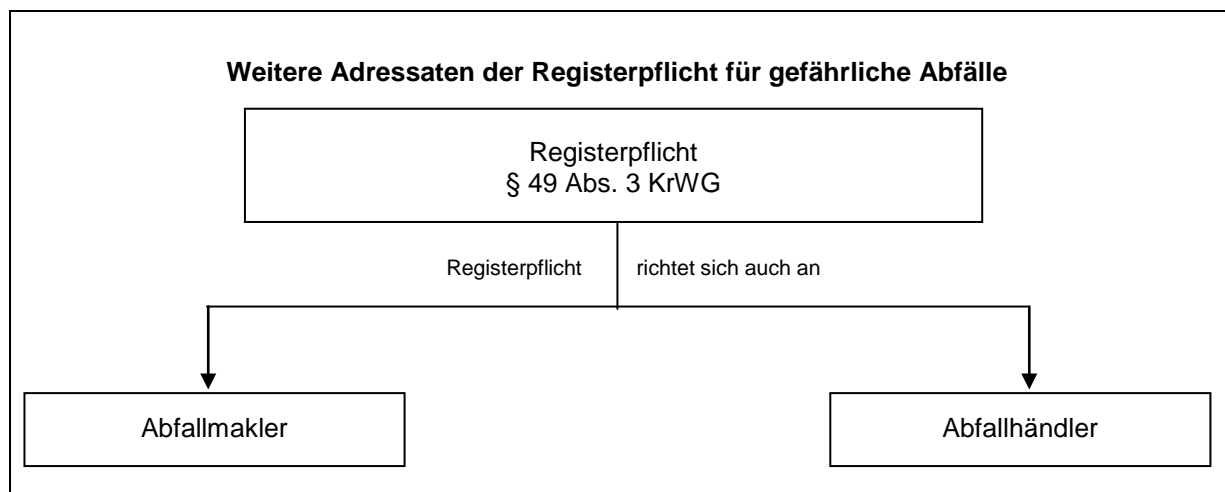 Weitere Adressaten der Registerpflicht für gefährliche Abfälle
Registerpflicht
§ 49 Abs. 3 KrWG
Registerpflicht richtet sich auch an
Abfallmakler
Abfallhändler